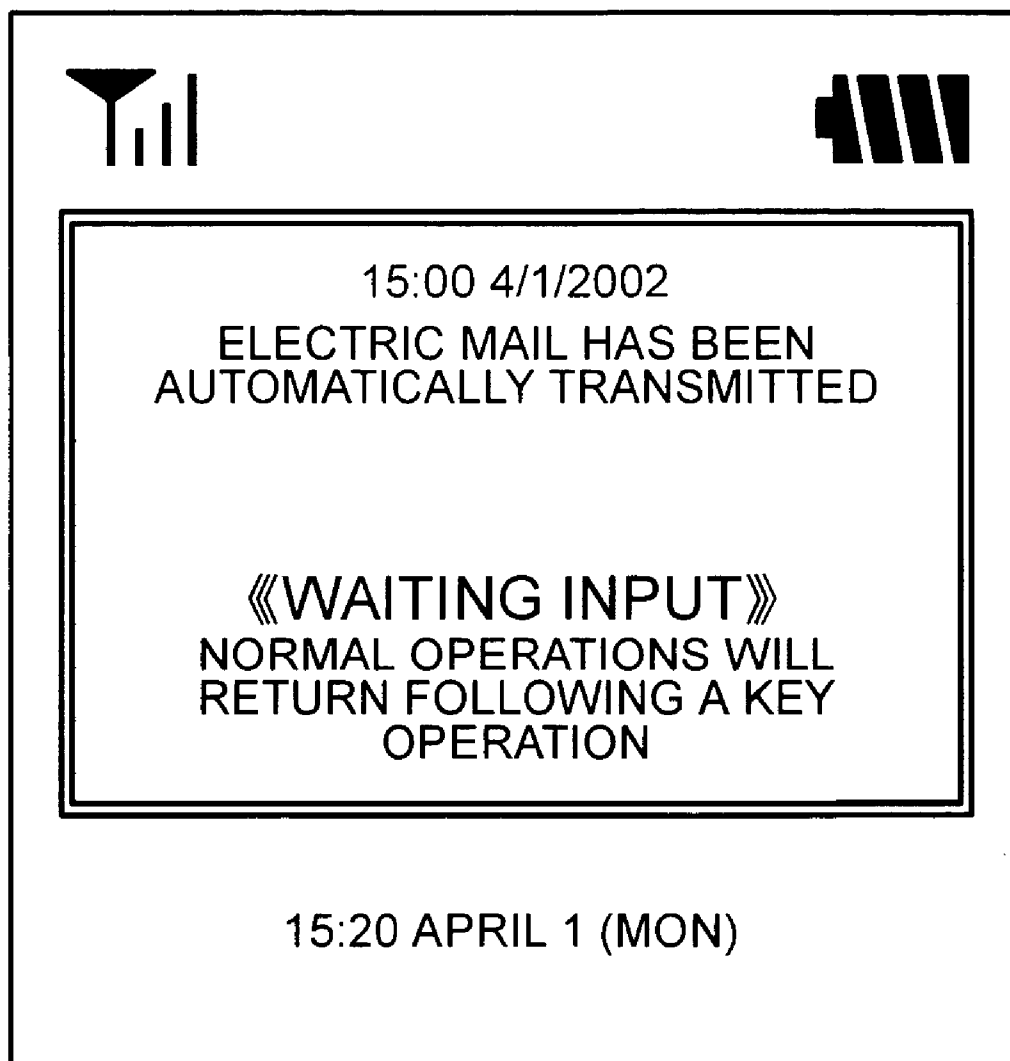 15:00 4/1/2002
ELECTRIC MAIL HAS BEEN
AUTOMATICALLY TRANSMITTED
⟪WAITING INPUT⟫
NORMAL OPERATIONS WILL
RETURN FOLLOWING A KEY
OPERATION
15:20 APRIL 1 (MON)